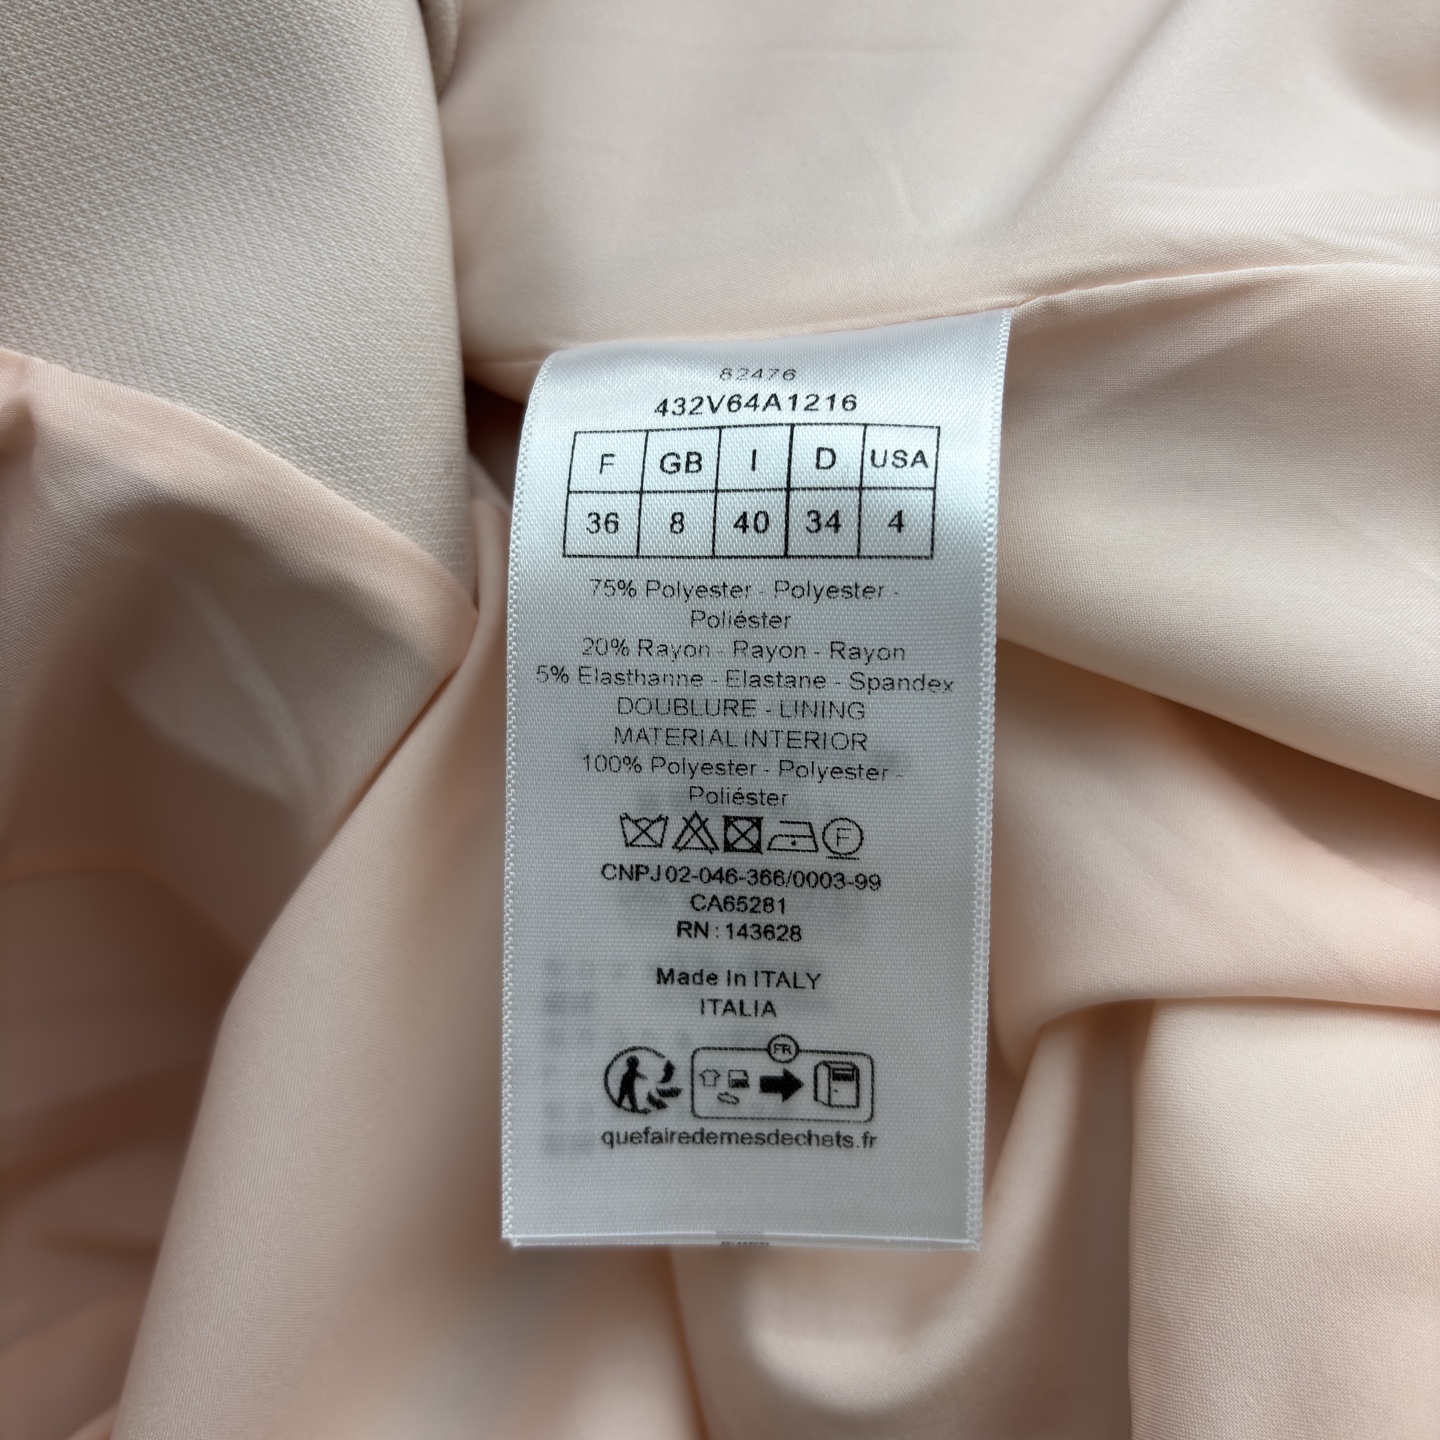 82476
432V64A1216
F GB I D USA
36 8 40 34 4
75% Polyester - Polyester -
Poliéster
20% Rayon - Rayon - Rayon
5% Elasthanne - Elastane - Spandex
DOUBLURE - LINING
MATERIAL INTERIOR
100% Polyester - Polyester -
Poliéster
F
CNPJ 02-046-366/0003-99
CA65281
RN : 143628
Made In ITALY
ITALIA
FR
quefairedemesdechets.fr